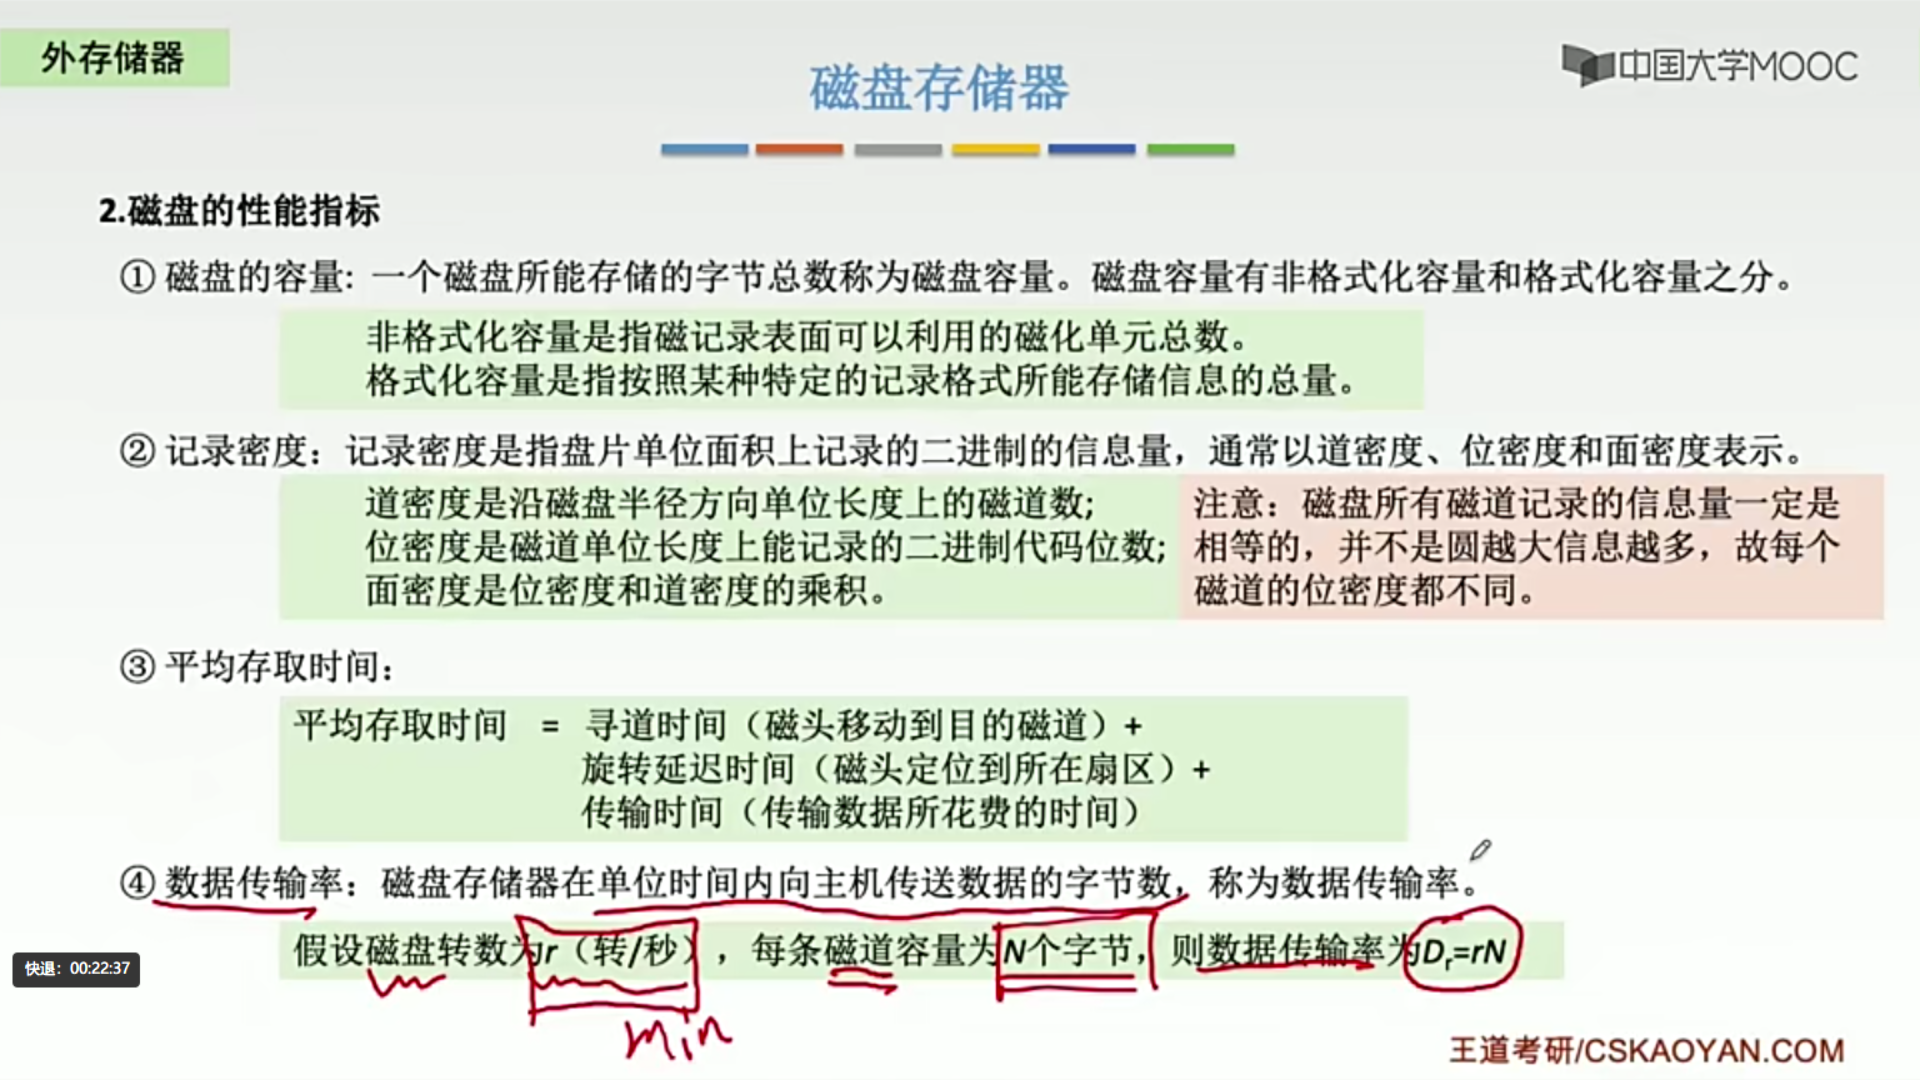 外存储器
中国大学MOOC
磁盘存储器
2.磁盘的性能指标
① 磁盘的容量: 一个磁盘所能存储的字节总数称为磁盘容量。磁盘容量有非格式化容量和格式化容量之分。
非格式化容量是指磁记录表面可以利用的磁化单元总数。
格式化容量是指按照某种特定的记录格式所能存储信息的总量。
② 记录密度：记录密度是指盘片单位面积上记录的二进制的信息量，通常以道密度、位密度和面密度表示。
道密度是沿磁盘半径方向单位长度上的磁道数;
位密度是磁道单位长度上能记录的二进制代码位数;
面密度是位密度和道密度的乘积。
注意：磁盘所有磁道记录的信息量一定是
相等的，并不是圆越大信息越多，故每个
磁道的位密度都不同。
③ 平均存取时间：
平均存取时间 = 寻道时间（磁头移动到目的磁道）+
旋转延迟时间（磁头定位到所在扇区）+
传输时间（传输数据所花费的时间）
④ 数据传输率：磁盘存储器在单位时间内向主机传送数据的字节数，称为数据传输率。
假设磁盘转数为r（转/秒），每条磁道容量为N个字节，则数据传输率为Dr=rN
min
快退：00:22:37
王道考研/CSKAOYAN.COM